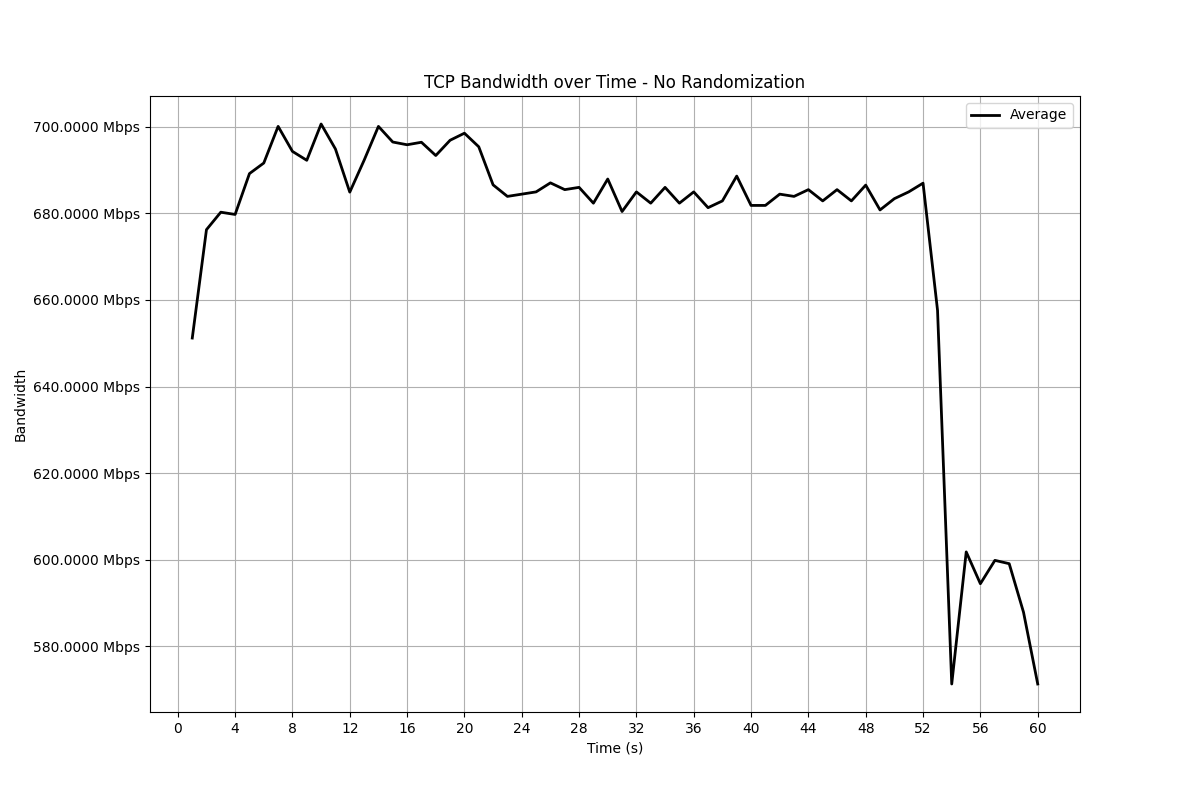 TCP Bandwidth over Time - No Randomization
Average
700.0000 Mbps
680.0000 Mbps
660.0000 Mbps
640.0000 Mbps
620.0000 Mbps
600.0000 Mbps
580.0000 Mbps
Bandwidth
0 4 8 12 16 20 24 28 32 36 40 44 48 52 56 60
Time (s)